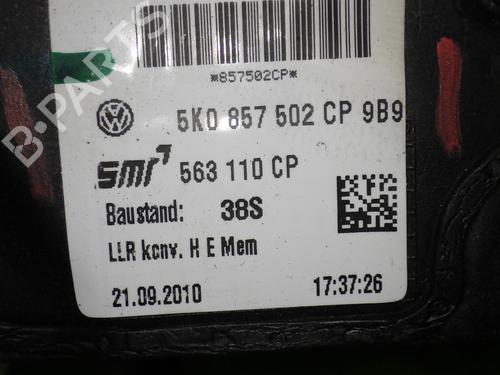 B-PARTS
*857502CP*
5K0 857 502 CP 9B9
smr 563 110 CP
Baustand: 38S
LLR konv. H E Mem
21.09.2010 17:37:26